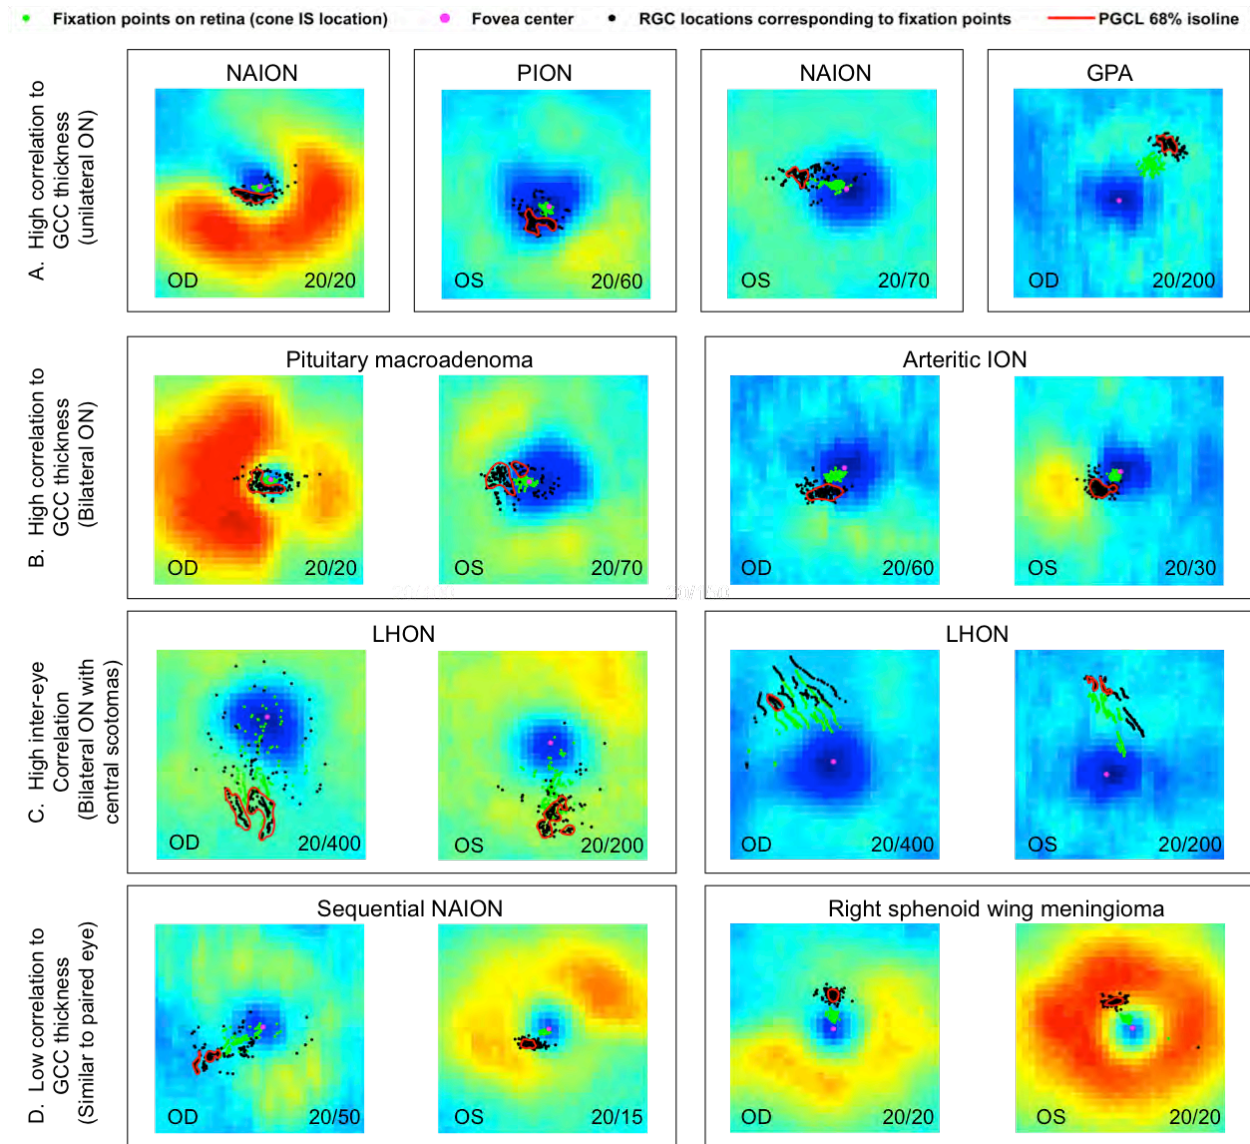 Fixation points on retina (cone IS location) Fovea center RGC locations corresponding to fixation points PGCL 68% isoline
A. High correlation to
GCC thickness
(unilateral ON)
NAION
OD 20/20
PION
OS 20/60
NAION
OS 20/70
GPA
OD 20/200
B. High correlation to
GCC thickness
(Bilateral ON)
Pituitary macroadenoma
OD 20/20
OS 20/70
Arteritic ION
OD 20/60
OS 20/30
C. High inter-eye
Correlation
(Bilateral ON with
central scotomas)
LHON
OD 20/400
OS 20/200
LHON
OD 20/400
OS 20/200
D. Low correlation to
GCC thickness
(Similar to paired eye)
Sequential NAION
OD 20/50
OS 20/15
Right sphenoid wing meningioma
OD 20/20
OS 20/20